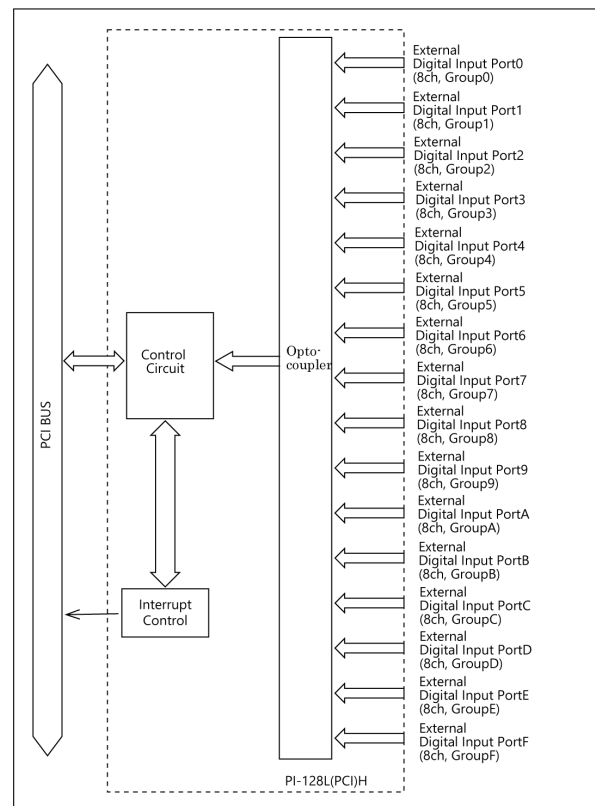 External
Digital Input Port0
(8ch, Group0)
External
Digital Input Port1
(8ch, Group1)
External
Digital Input Port2
(8ch, Group2)
External
Digital Input Port3
(8ch, Group3)
External
Digital Input Port4
(8ch, Group4)
External
Digital Input Port5
(8ch, Group5)
External
Digital Input Port6
(8ch, Group6)
External
Digital Input Port7
(8ch, Group7)
External
Digital Input Port8
(8ch, Group8)
External
Digital Input Port9
(8ch, Group9)
External
Digital Input PortA
(8ch, GroupA)
External
Digital Input PortB
(8ch, GroupB)
External
Digital Input PortC
(8ch, GroupC)
External
Digital Input PortD
(8ch, GroupD)
External
Digital Input PortE
(8ch, GroupE)
External
Digital Input PortF
(8ch, GroupF)
PCI BUS
Control
Circuit
Opto-
coupler
Interrupt
Control
PI-128L(PCI)H